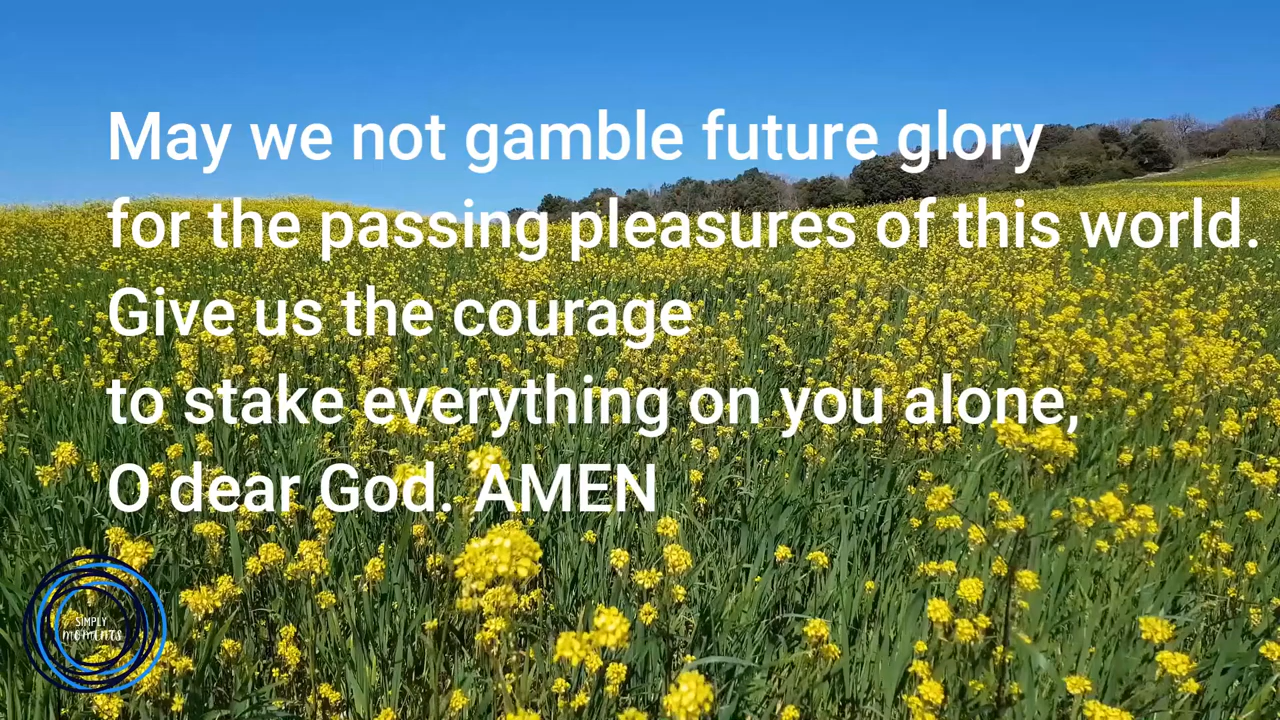 May we not gamble future glory
for the passing pleasures of this world.
Give us the courage
to stake everything on you alone,
O dear God. AMEN
SIMPLY
moments